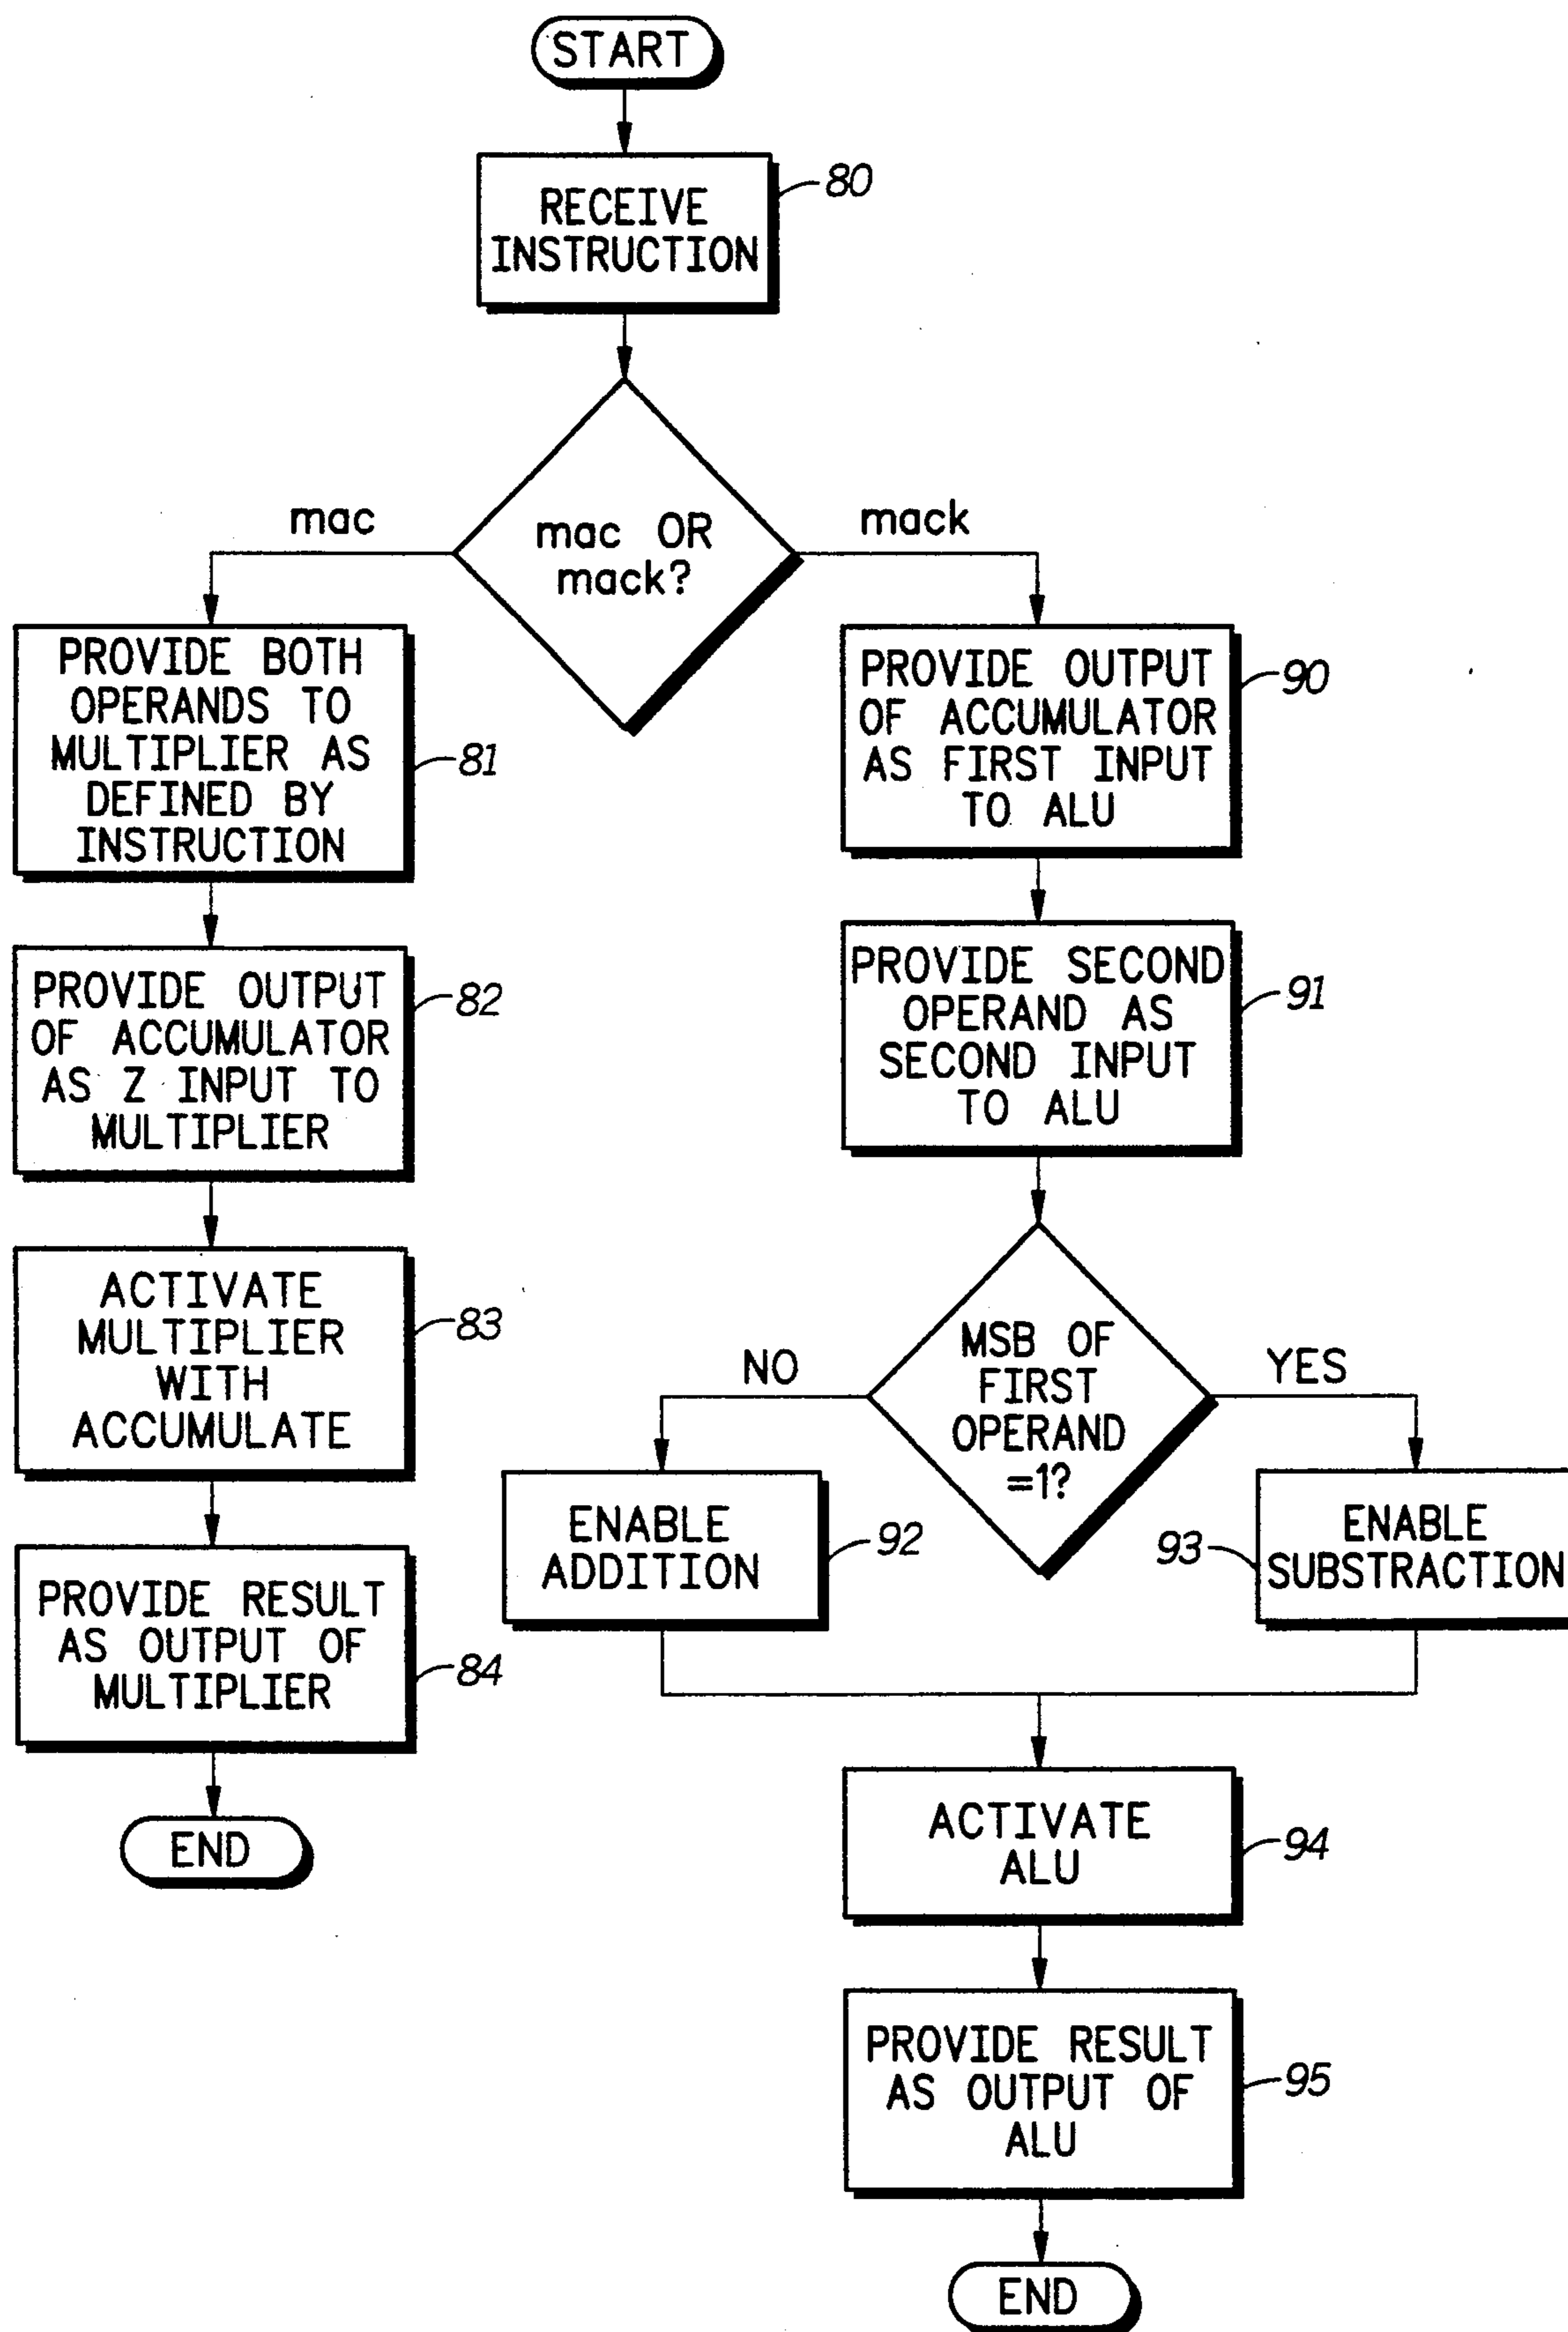 START
RECEIVE
INSTRUCTION
80
mac OR
mack?
mac
mack
PROVIDE BOTH
OPERANDS TO
MULTIPLIER AS
DEFINED BY
INSTRUCTION
81
PROVIDE OUTPUT
OF ACCUMULATOR
AS Z INPUT TO
MULTIPLIER
82
ACTIVATE
MULTIPLIER
WITH
ACCUMULATE
83
PROVIDE RESULT
AS OUTPUT OF
MULTIPLIER
84
END
PROVIDE OUTPUT
OF ACCUMULATOR
AS FIRST INPUT
TO ALU
90
PROVIDE SECOND
OPERAND AS
SECOND INPUT
TO ALU
91
MSB OF
FIRST
OPERAND
=1?
NO
YES
ENABLE
ADDITION
92
ENABLE
SUBSTRACTION
93
ACTIVATE
ALU
94
PROVIDE RESULT
AS OUTPUT OF
ALU
95
END